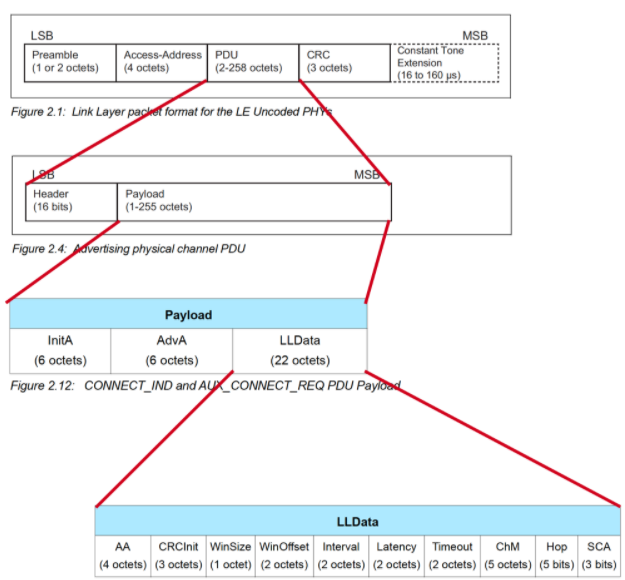 LSB MSB
Preamble Access-Address PDU CRC Constant Tone
(1 or 2 octets) (4 octets) (2-258 octets) (3 octets) Extension
(16 to 160 µs)
Figure 2.1: Link Layer packet format for the LE Uncoded PHYs
LSB MSB
Header Payload
(16 bits) (1-255 octets)
Figure 2.4: Advertising physical channel PDU
Payload
InitA AdvA LLData
(6 octets) (6 octets) (22 octets)
Figure 2.12: CONNECT_IND and AUX_CONNECT_REQ PDU Payload
LLData
AA CRCInit WinSize WinOffset Interval Latency Timeout ChM Hop SCA
(4 octets) (3 octets) (1 octet) (2 octets) (2 octets) (2 octets) (2 octets) (5 octets) (5 bits) (3 bits)